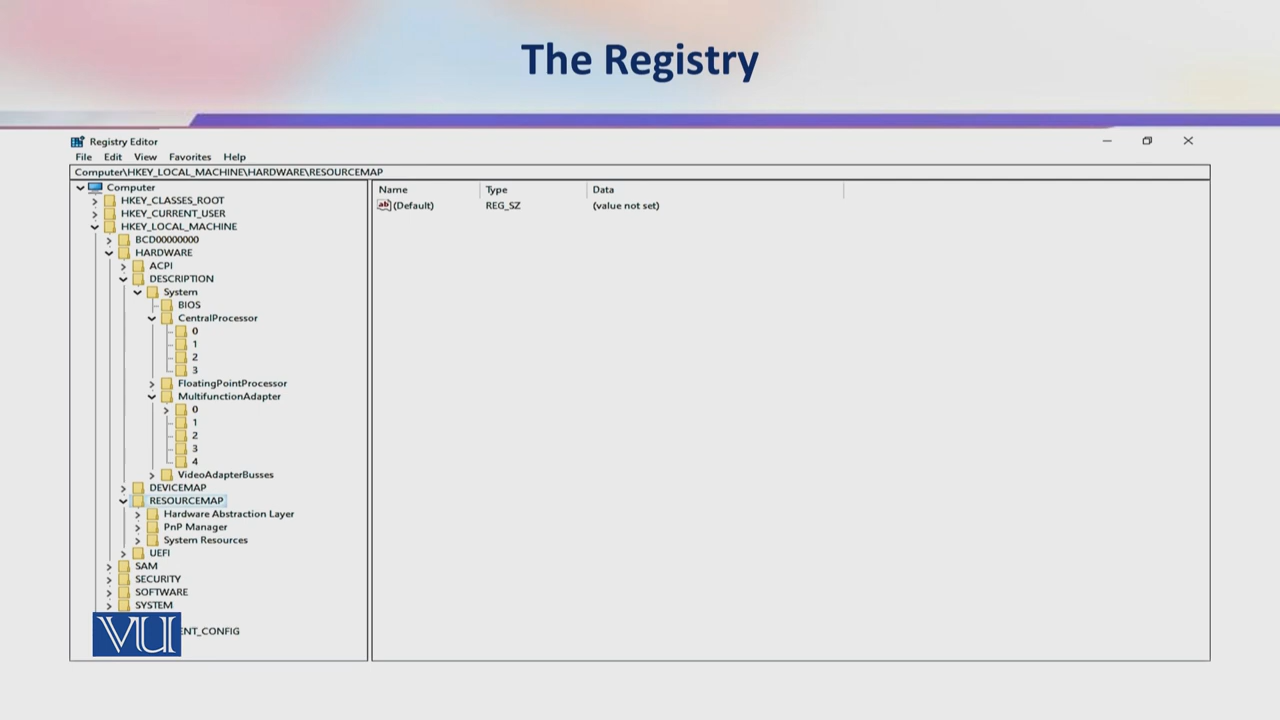 The Registry
Registry Editor
File Edit View Favorites Help
Computer\HKEY_LOCAL_MACHINE\HARDWARE\RESOURCEMAP
Computer
HKEY_CLASSES_ROOT
HKEY_CURRENT_USER
HKEY_LOCAL_MACHINE
BCD00000000
HARDWARE
ACPI
DESCRIPTION
System
BIOS
CentralProcessor
0
1
2
3
FloatingPointProcessor
MultifunctionAdapter
0
1
2
3
4
VideoAdapterBusses
DEVICEMAP
RESOURCEMAP
Hardware Abstraction Layer
PnP Manager
System Resources
UEFI
SAM
SECURITY
SOFTWARE
SYSTEM
ENT_CONFIG
VU
Name Type Data
ab (Default) REG_SZ (value not set)